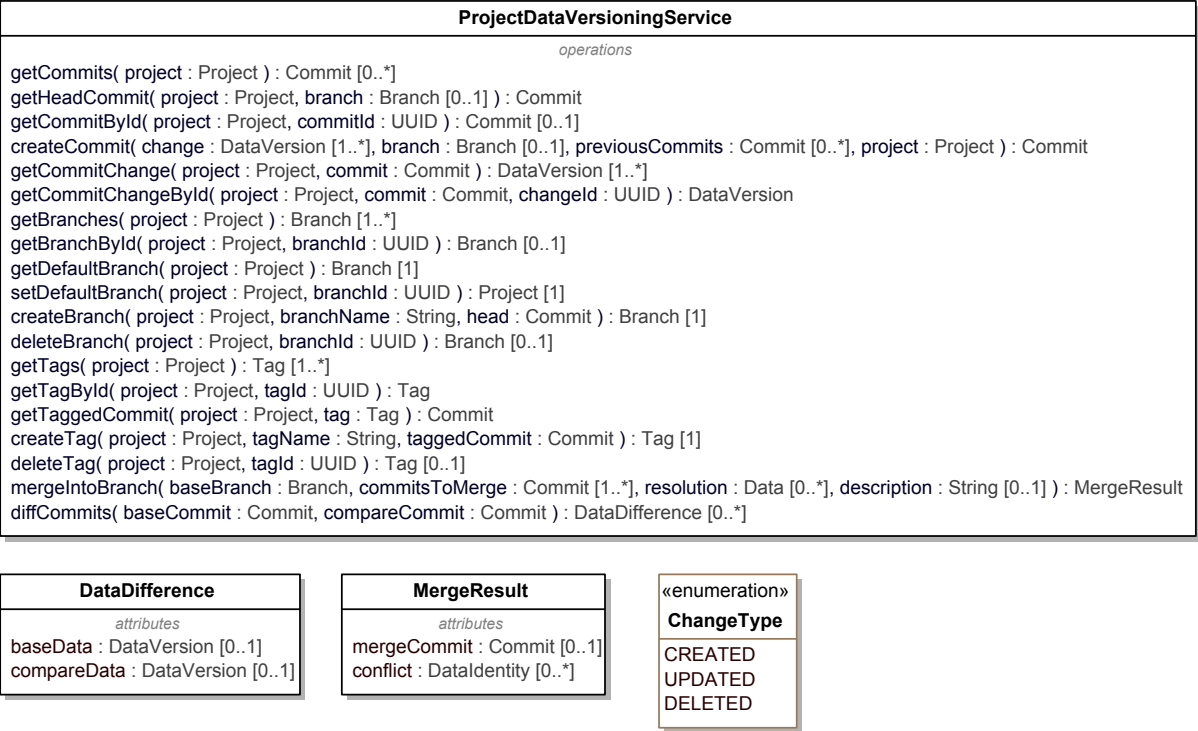 ProjectDataVersioningService
operations
getCommits( project : Project ) : Commit [0..*]
getHeadCommit( project : Project, branch : Branch [0..1] ) : Commit
getCommitById( project : Project, commitId : UUID ) : Commit [0..1]
createCommit( change : DataVersion [1..*], branch : Branch [0..1], previousCommits : Commit [0..*], project : Project ) : Commit
getCommitChange( project : Project, commit : Commit ) : DataVersion [1..*]
getCommitChangeById( project : Project, commit : Commit, changeId : UUID ) : DataVersion
getBranches( project : Project ) : Branch [1..*]
getBranchById( project : Project, branchId : UUID ) : Branch [0..1]
getDefaultBranch( project : Project ) : Branch [1]
setDefaultBranch( project : Project, branchId : UUID ) : Project [1]
createBranch( project : Project, branchName : String, head : Commit ) : Branch [1]
deleteBranch( project : Project, branchId : UUID ) : Branch [0..1]
getTags( project : Project ) : Tag [1..*]
getTagById( project : Project, tagId : UUID ) : Tag
getTaggedCommit( project : Project, tag : Tag ) : Commit
createTag( project : Project, tagName : String, taggedCommit : Commit ) : Tag [1]
deleteTag( project : Project, tagId : UUID ) : Tag [0..1]
mergeIntoBranch( baseBranch : Branch, commitsToMerge : Commit [1..*], resolution : Data [0..*], description : String [0..1] ) : MergeResult
diffCommits( baseCommit : Commit, compareCommit : Commit ) : DataDifference [0..*]
DataDifference
attributes
baseData : DataVersion [0..1]
compareData : DataVersion [0..1]
MergeResult
attributes
mergeCommit : Commit [0..1]
conflict : DataIdentity [0..*]
«enumeration»
ChangeType
CREATED
UPDATED
DELETED